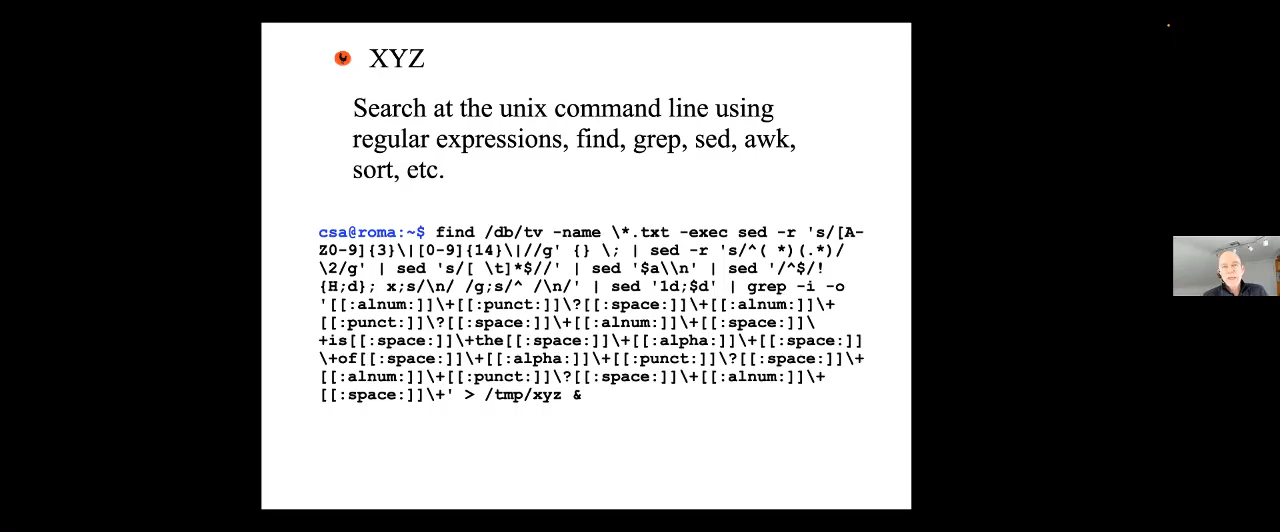 XYZ
Search at the unix command line using
regular expressions, find, grep, sed, awk,
sort, etc.
csa@roma:~$ find /db/tv -name \*.txt -exec sed -r 's/[A-
Z0-9]{3}\|[0-9]{14}\|//g' {} \; | sed -r 's/^( *)(.*)/
\2/g' | sed 's/[ \t]*$//' | sed '$a\\n' | sed '/^$/!
{H;d}; x;s/\n/ /g;s/^ /\n/' | sed '1d;$d' | grep -i -o
'[[:alnum:]]\+[[:punct:]]\?[[:space:]]\+[[:alnum:]]\+
[[:punct:]]\?[[:space:]]\+[[:alnum:]]\+[[:space:]]\
+is[[:space:]]\+the[[:space:]]\+[[:alpha:]]\+[[:space:]]
\+of[[:space:]]\+[[:alpha:]]\+[[:punct:]]\?[[:space:]]\+
[[:alnum:]]\+[[:punct:]]\?[[:space:]]\+[[:alnum:]]\+
[[:space:]]\+' > /tmp/xyz &